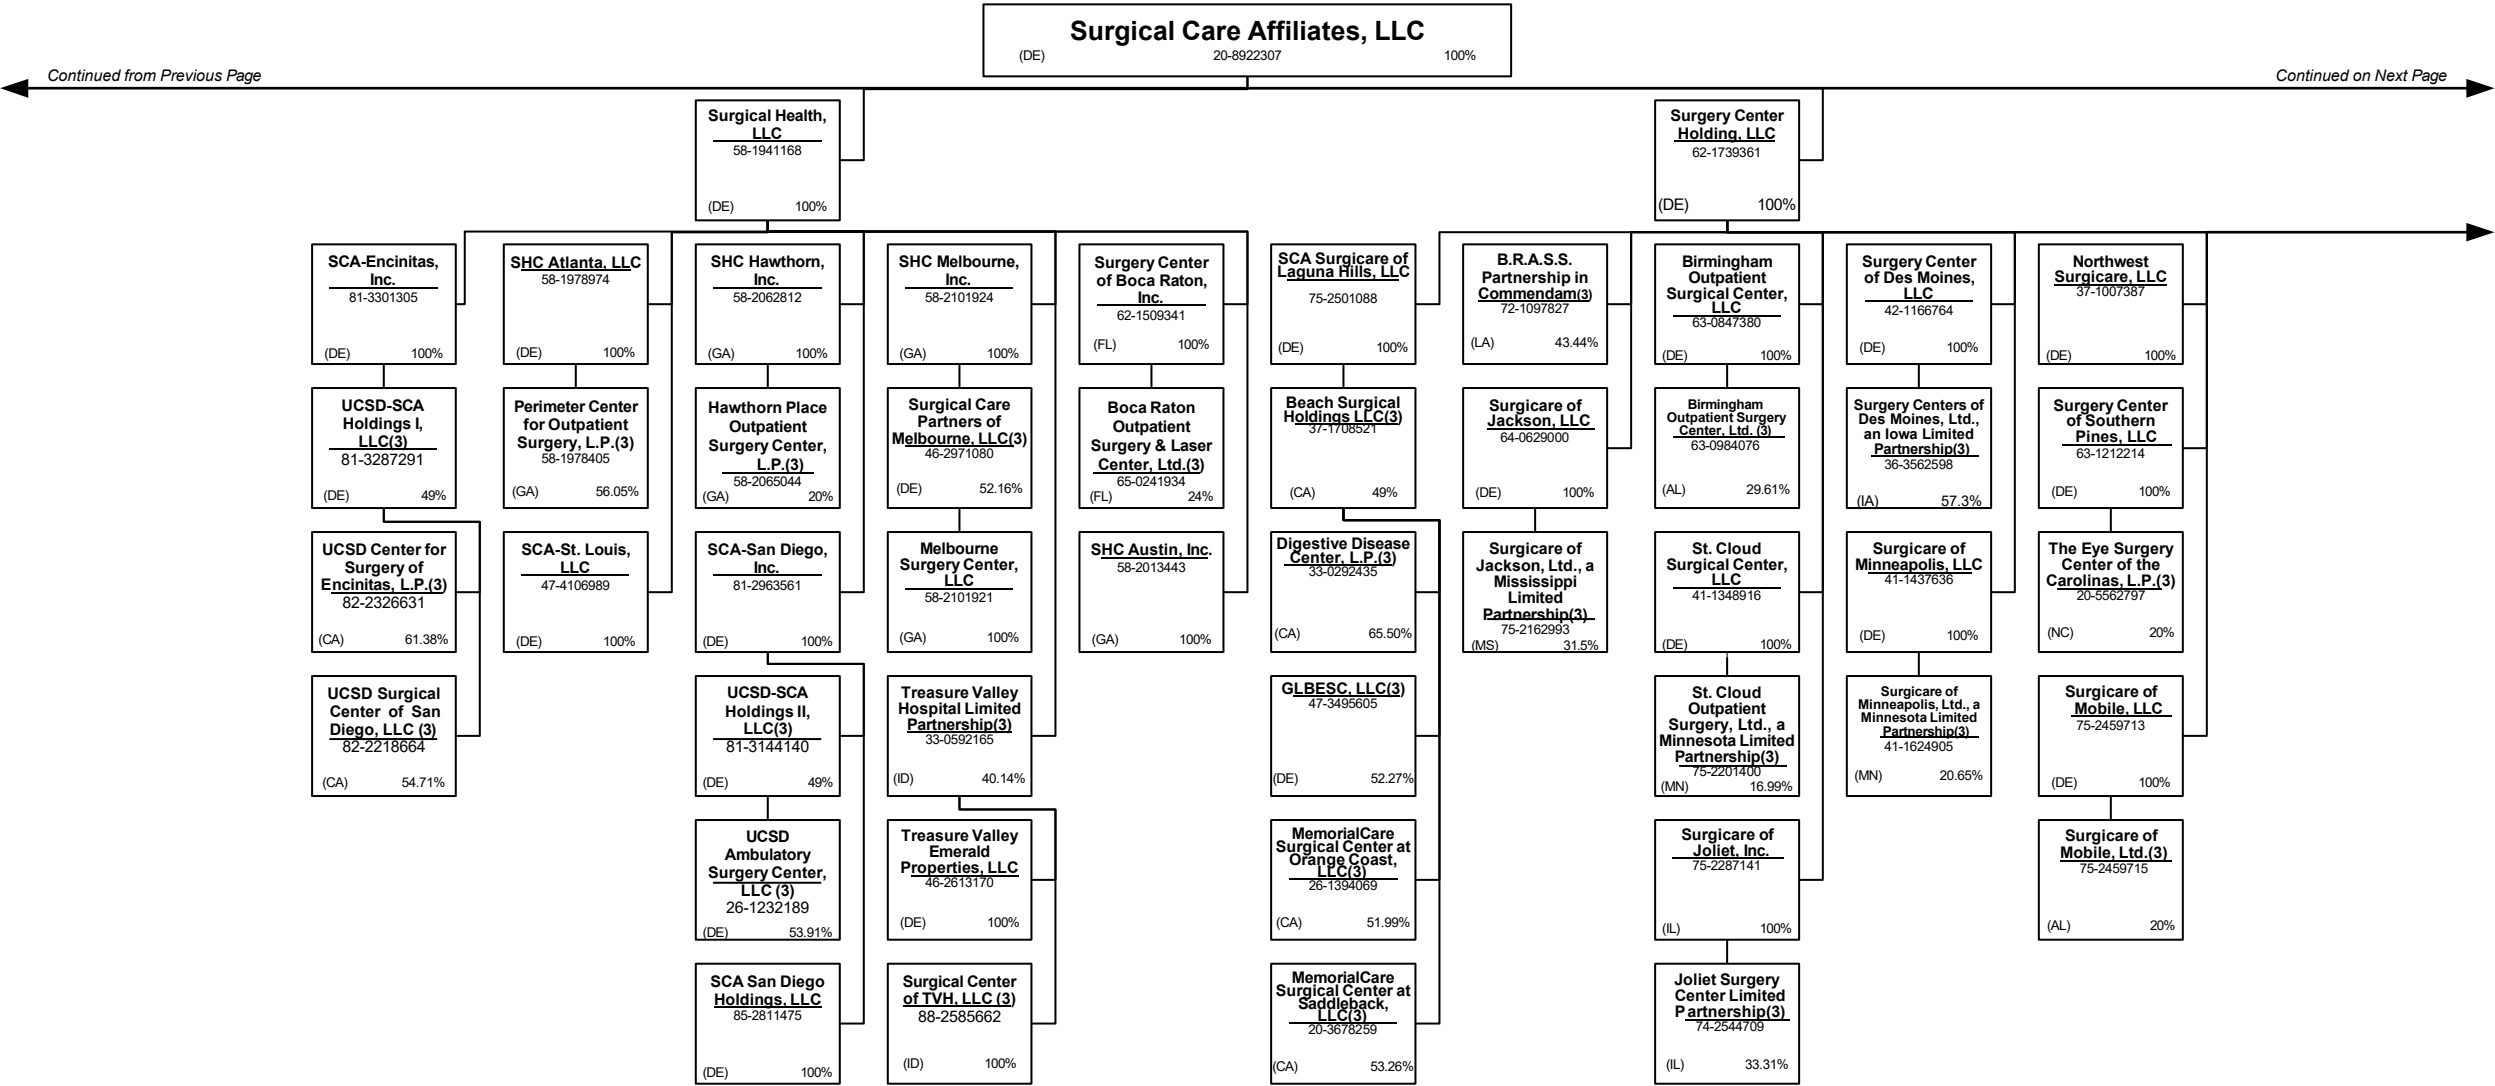 Surgical Care Affiliates, LLC
(DE) 20-8922307 100%
Continued from Previous Page
Continued on Next Page
Surgical Health,
LLC
58-1941168
(DE) 100%
Surgery Center
Holding, LLC
62-1739361
(DE) 100%
SCA-Encinitas,
Inc.
81-3301305
(DE) 100%
SHC Atlanta, LLC
58-1978974
(DE) 100%
SHC Hawthorn,
Inc.
58-2062812
(GA) 100%
SHC Melbourne,
Inc.
58-2101924
(GA) 100%
Surgery Center
of Boca Raton,
Inc.
62-1509341
(FL) 100%
SCA Surgicare of
Laguna Hills, LLC
75-2501088
(DE) 100%
B.R.A.S.S.
Partnership in
Commendam(3)
72-1097827
(LA) 43.44%
Birmingham
Outpatient
Surgical Center,
LLC
63-0847380
(DE) 100%
Surgery Center
of Des Moines,
LLC
42-1166764
(DE) 100%
Northwest
Surgicare, LLC
37-1007387
(DE) 100%
UCSD-SCA
Holdings I,
LLC(3)
81-3287291
(DE) 49%
Perimeter Center
for Outpatient
Surgery, L.P.(3)
58-1978405
(GA) 56.05%
Hawthorn Place
Outpatient
Surgery Center,
L.P.(3)
58-2065044
(GA) 20%
Surgical Care
Partners of
Melbourne, LLC(3)
46-2971080
(DE) 52.16%
Boca Raton
Outpatient
Surgery & Laser
Center, Ltd.(3)
65-0241934
(FL) 24%
Beach Surgical
Holdings LLC(3)
37-1708521
(CA) 49%
Surgicare of
Jackson, LLC
64-0629000
(DE) 100%
Birmingham
Outpatient Surgery
Center, Ltd. (3)
63-0984076
(AL) 29.61%
Surgery Centers of
Des Moines, Ltd.,
an Iowa Limited
Partnership(3)
36-3562598
(IA) 57.3%
Surgery Center
of Southern
Pines, LLC
63-1212214
(DE) 100%
UCSD Center for
Surgery of
Encinitas, L.P.(3)
82-2326631
(CA) 61.38%
SCA-St. Louis,
LLC
47-4106989
(DE) 100%
SCA-San Diego,
Inc.
81-2963561
(DE) 100%
Melbourne
Surgery Center,
LLC
58-2101921
(GA) 100%
SHC Austin, Inc.
58-2013443
(GA) 100%
Digestive Disease
Center, L.P.(3)
33-0292435
(CA) 65.50%
Surgicare of
Jackson, Ltd., a
Mississippi
Limited
Partnership(3)
75-2162993
(MS) 31.5%
St. Cloud
Surgical Center,
LLC
41-1348916
(DE) 100%
Surgicare of
Minneapolis, LLC
41-1437636
(DE) 100%
The Eye Surgery
Center of the
Carolinas, L.P.(3)
20-5562797
(NC) 20%
UCSD Surgical
Center of San
Diego, LLC (3)
82-2218664
(CA) 54.71%
UCSD-SCA
Holdings II,
LLC(3)
81-3144140
(DE) 49%
Treasure Valley
Hospital Limited
Partnership(3)
33-0592165
(ID) 40.14%
GLBESC, LLC(3)
47-3495605
(DE) 52.27%
St. Cloud
Outpatient
Surgery, Ltd., a
Minnesota Limited
Partnership(3)
75-2201400
(MN) 16.99%
Surgicare of
Minneapolis, Ltd., a
Minnesota Limited
Partnership(3)
41-1624905
(MN) 20.65%
Surgicare of
Mobile, LLC
75-2459713
(DE) 100%
UCSD
Ambulatory
Surgery Center,
LLC (3)
26-1232189
(DE) 53.91%
Treasure Valley
Emerald
Properties, LLC
46-2613170
(DE) 100%
MemorialCare
Surgical Center at
Orange Coast,
LLC(3)
26-1394069
(CA) 51.99%
Surgicare of
Joliet, Inc.
75-2287141
(IL) 100%
Surgicare of
Mobile, Ltd.(3)
75-2459715
(AL) 20%
SCA San Diego
Holdings, LLC
85-2811475
(DE) 100%
Surgical Center
of TVH, LLC (3)
88-2585662
(ID) 100%
MemorialCare
Surgical Center at
Saddleback,
LLC(3)
20-3678259
(CA) 53.26%
Joliet Surgery
Center Limited
Partnership(3)
74-2544709
(IL) 33.31%